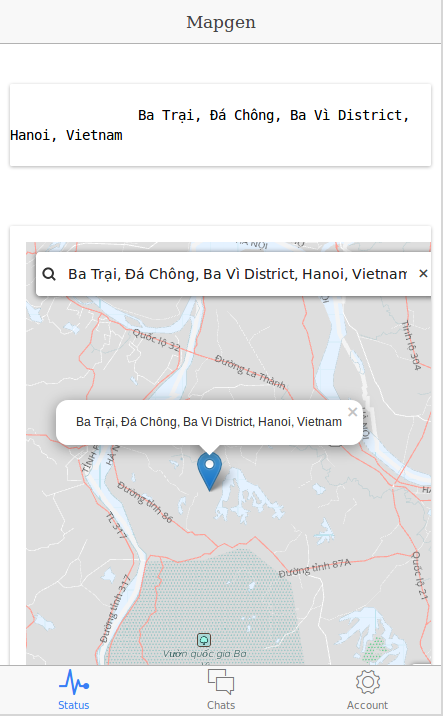 Mapgen
Ba Trại, Đá Chông, Ba Vì District,
Hanoi, Vietnam
HÀ NỘI
Ba Trại, Đá Chông, Ba Vì District, Hanoi, Vietnam
×
Quốc lộ 32
Đường La Thành
Tỉnh lộ 304
Ba Trại, Đá Chông, Ba Vì District, Hanoi, Vietnam
×
Đường tỉnh 86
TL 317
Đường tỉnh 87A
Quốc lộ 21
Đường tỉnh 317
Vườn quốc gia Ba
Status
Chats
Account